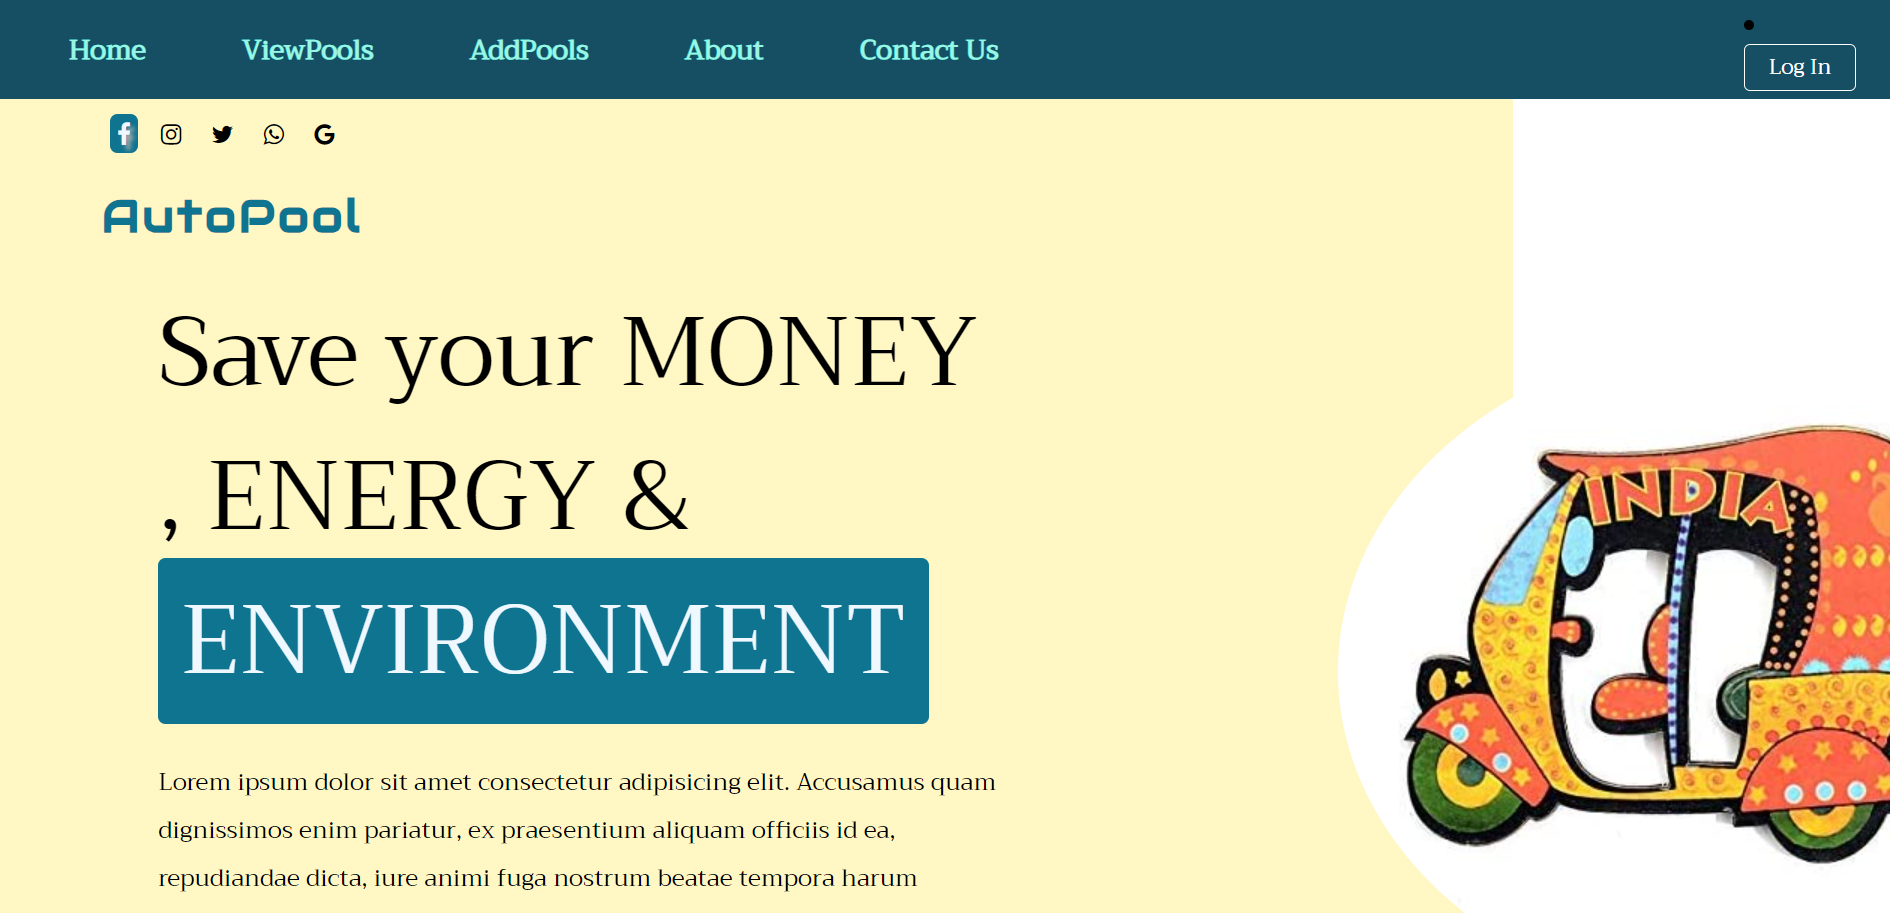 Home ViewPools AddPools About Contact Us
Log In
AutoPool
Save your MONEY
, ENERGY &
ENVIRONMENT
INDIA
Lorem ipsum dolor sit amet consectetur adipisicing elit. Accusamus quam
dignissimos enim pariatur, ex praesentium aliquam officiis id ea,
repudiandae dicta, iure animi fuga nostrum beatae tempora harum